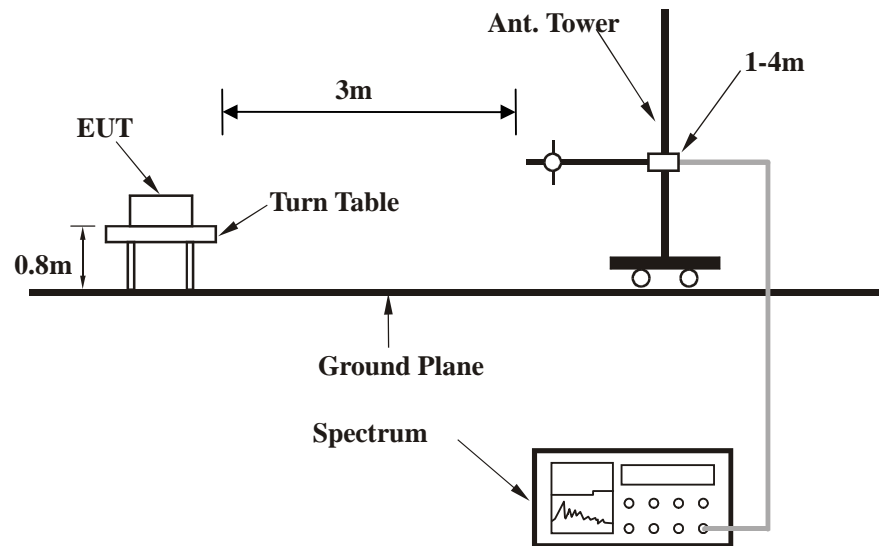 Ant. Tower
1-4m
3m
EUT
Turn Table
0.8m
Ground Plane
Spectrum